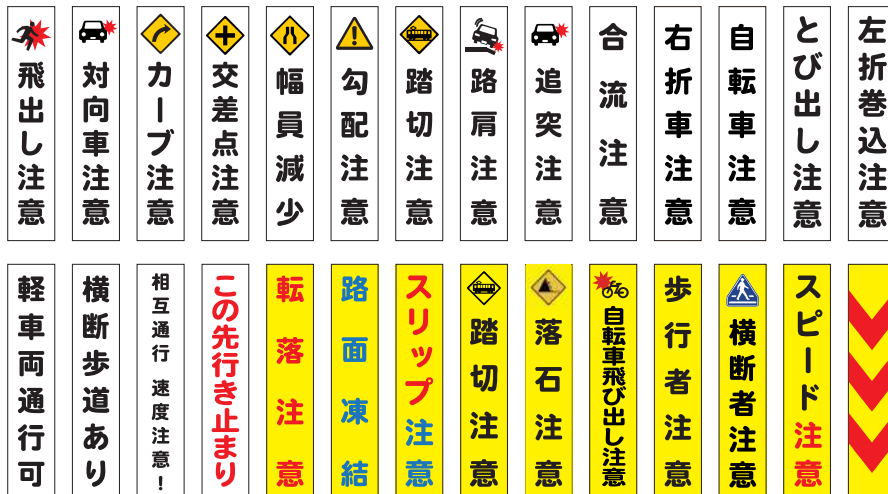 飛出し注意
対向車注意
カーブ注意
交差点注意
幅員減少
勾配注意
踏切注意
路肩注意
追突注意
合流注意
右折車注意
自転車注意
とび出し注意
左折巻込注意
軽車両通行可
横断歩道あり
相互通行 速度注意!
この先行き止まり
転落注意
路面凍結
スリップ注意
踏切注意
落石注意
自転車飛び出し注意
歩行者注意
横断者注意
スピード注意